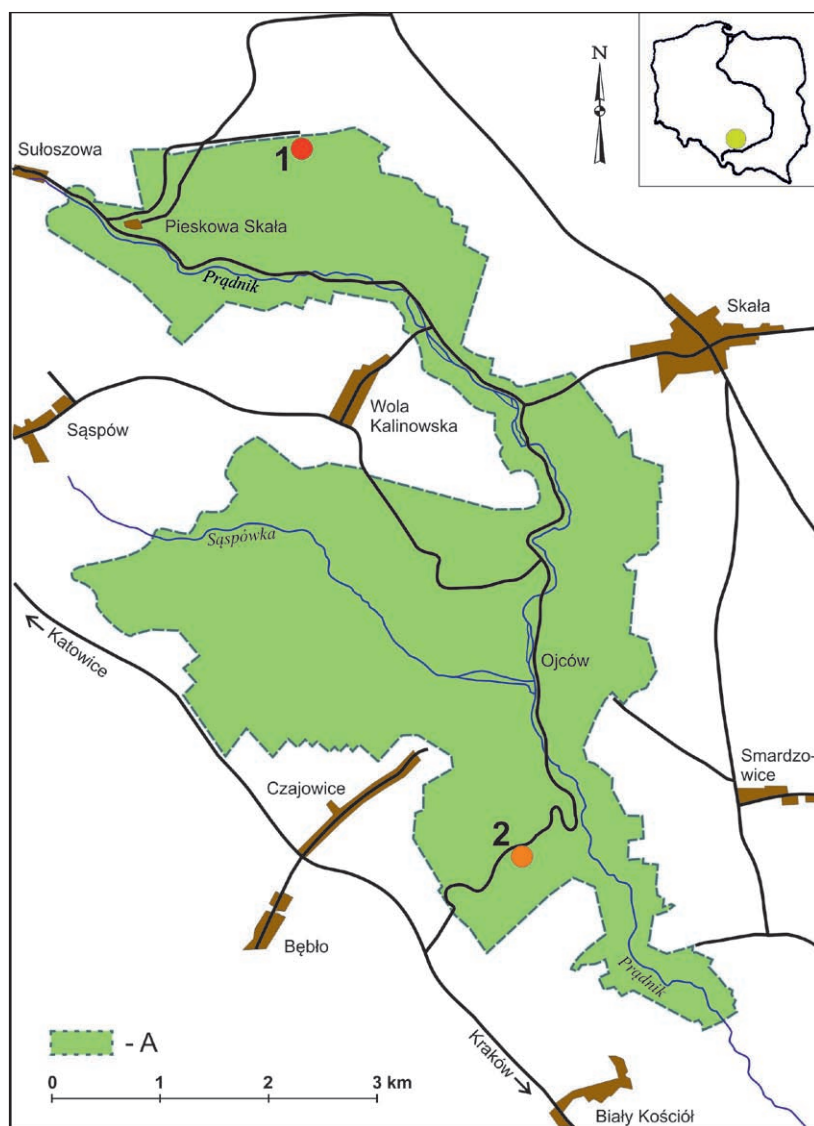 N
Sułoszowa
1
Pieskowa Skała
Prądnik
Skała
Wola
Kalinowska
Sąspów
Sąspówka
← Katowice
Ojców
Smardzo-
wice
Czajowice
2
Bębło
Prądnik
- A
Kraków →
0 1 2 3 km
Biały Kościół